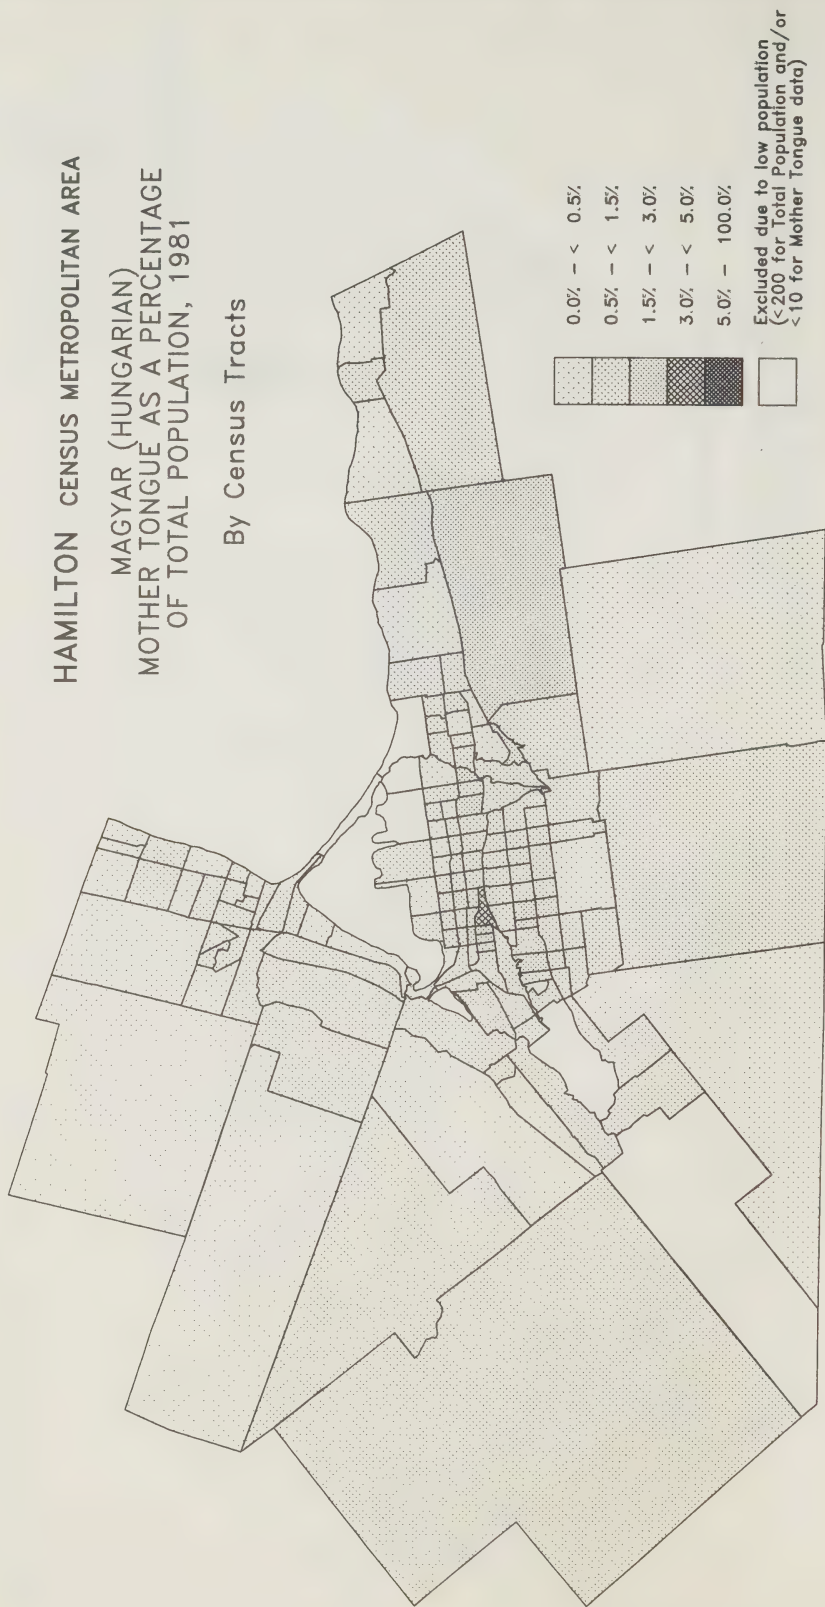 HAMILTON CENSUS METROPOLITAN AREA
MAGYAR (HUNGARIAN)
MOTHER TONGUE AS A PERCENTAGE
OF TOTAL POPULATION, 1981
By Census Tracts
0.0% - < 0.5%
0.5% - < 1.5%
1.5% - < 3.0%
3.0% - < 5.0%
5.0% - 100.0%
Excluded due to low population
(<200 for Total Population and/or
<10 for Mother Tongue data)